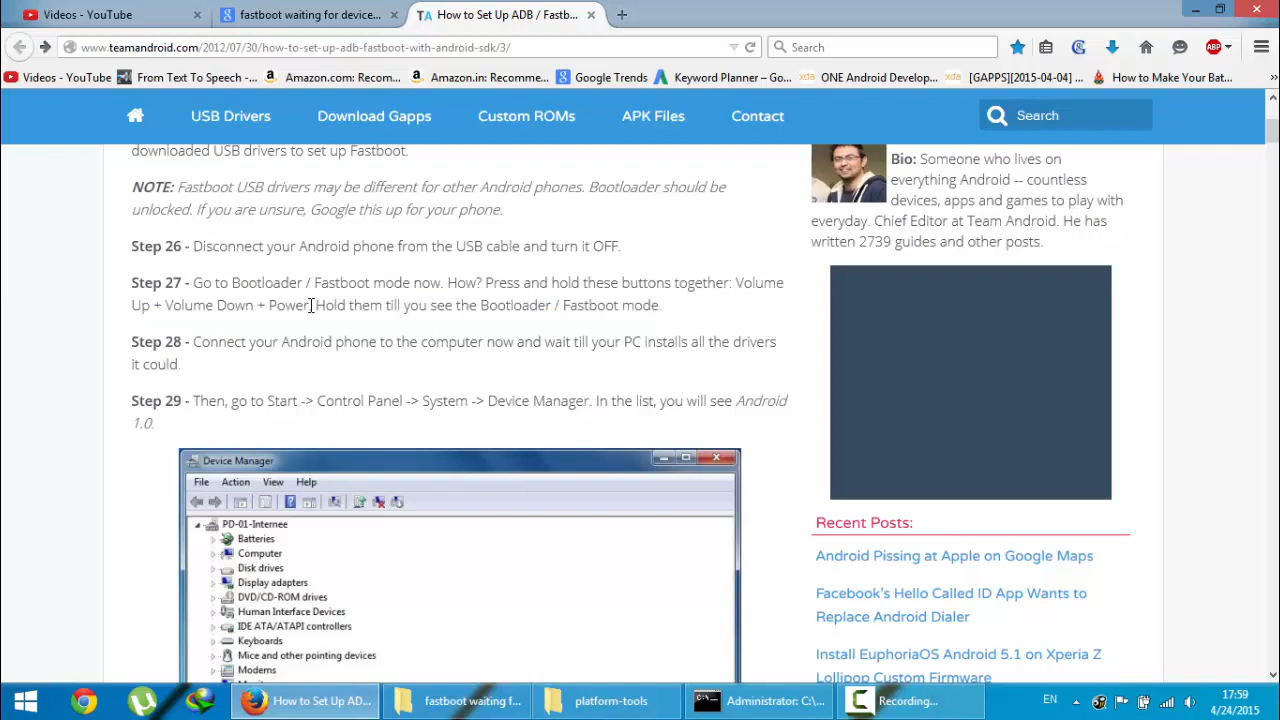 Videos - YouTube
fastboot waiting for device...
TA How to Set Up ADB / Fastb...
www.teamandroid.com/2012/07/30/how-to-set-up-adb-fastboot-with-android-sdk/3/
Search
ABP
Videos - YouTube
From Text To Speech -...
Amazon.com: Recom...
Amazon.in: Recomme...
Google Trends
Keyword Planner – Go...
xda ONE Android Develop...
xda [GAPPS][2015-04-04] ...
How to Make Your Bat...
USB Drivers
Download Gapps
Custom ROMs
APK Files
Contact
Search
downloaded USB drivers to set up Fastboot.
NOTE: Fastboot USB drivers may be different for other Android phones. Bootloader should be
unlocked. If you are unsure, Google this up for your phone.
Step 26 - Disconnect your Android phone from the USB cable and turn it OFF.
Step 27 - Go to Bootloader / Fastboot mode now. How? Press and hold these buttons together: Volume
Up + Volume Down + Power. Hold them till you see the Bootloader / Fastboot mode.
Step 28 - Connect your Android phone to the computer now and wait till your PC installs all the drivers
it could.
Step 29 - Then, go to Start -> Control Panel -> System -> Device Manager. In the list, you will see Android
1.0.
Device Manager
File Action View Help
PD-01-Internee
Batteries
Computer
Disk drives
Display adapters
DVD/CD-ROM drives
Human Interface Devices
IDE ATA/ATAPI controllers
Keyboards
Mice and other pointing devices
Modems
Bio: Someone who lives on
everything Android -- countless
devices, apps and games to play with
everyday. Chief Editor at Team Android. He has
written 2739 guides and other posts.
Recent Posts:
Android Pissing at Apple on Google Maps
Facebook's Hello Called ID App Wants to
Replace Android Dialer
Install EuphoriaOS Android 5.1 on Xperia Z
Lollipop Custom Firmware
How to Set Up AD...
fastboot waiting f...
platform-tools
Administrator: C:\...
Recording...
EN
17:59
4/24/2015